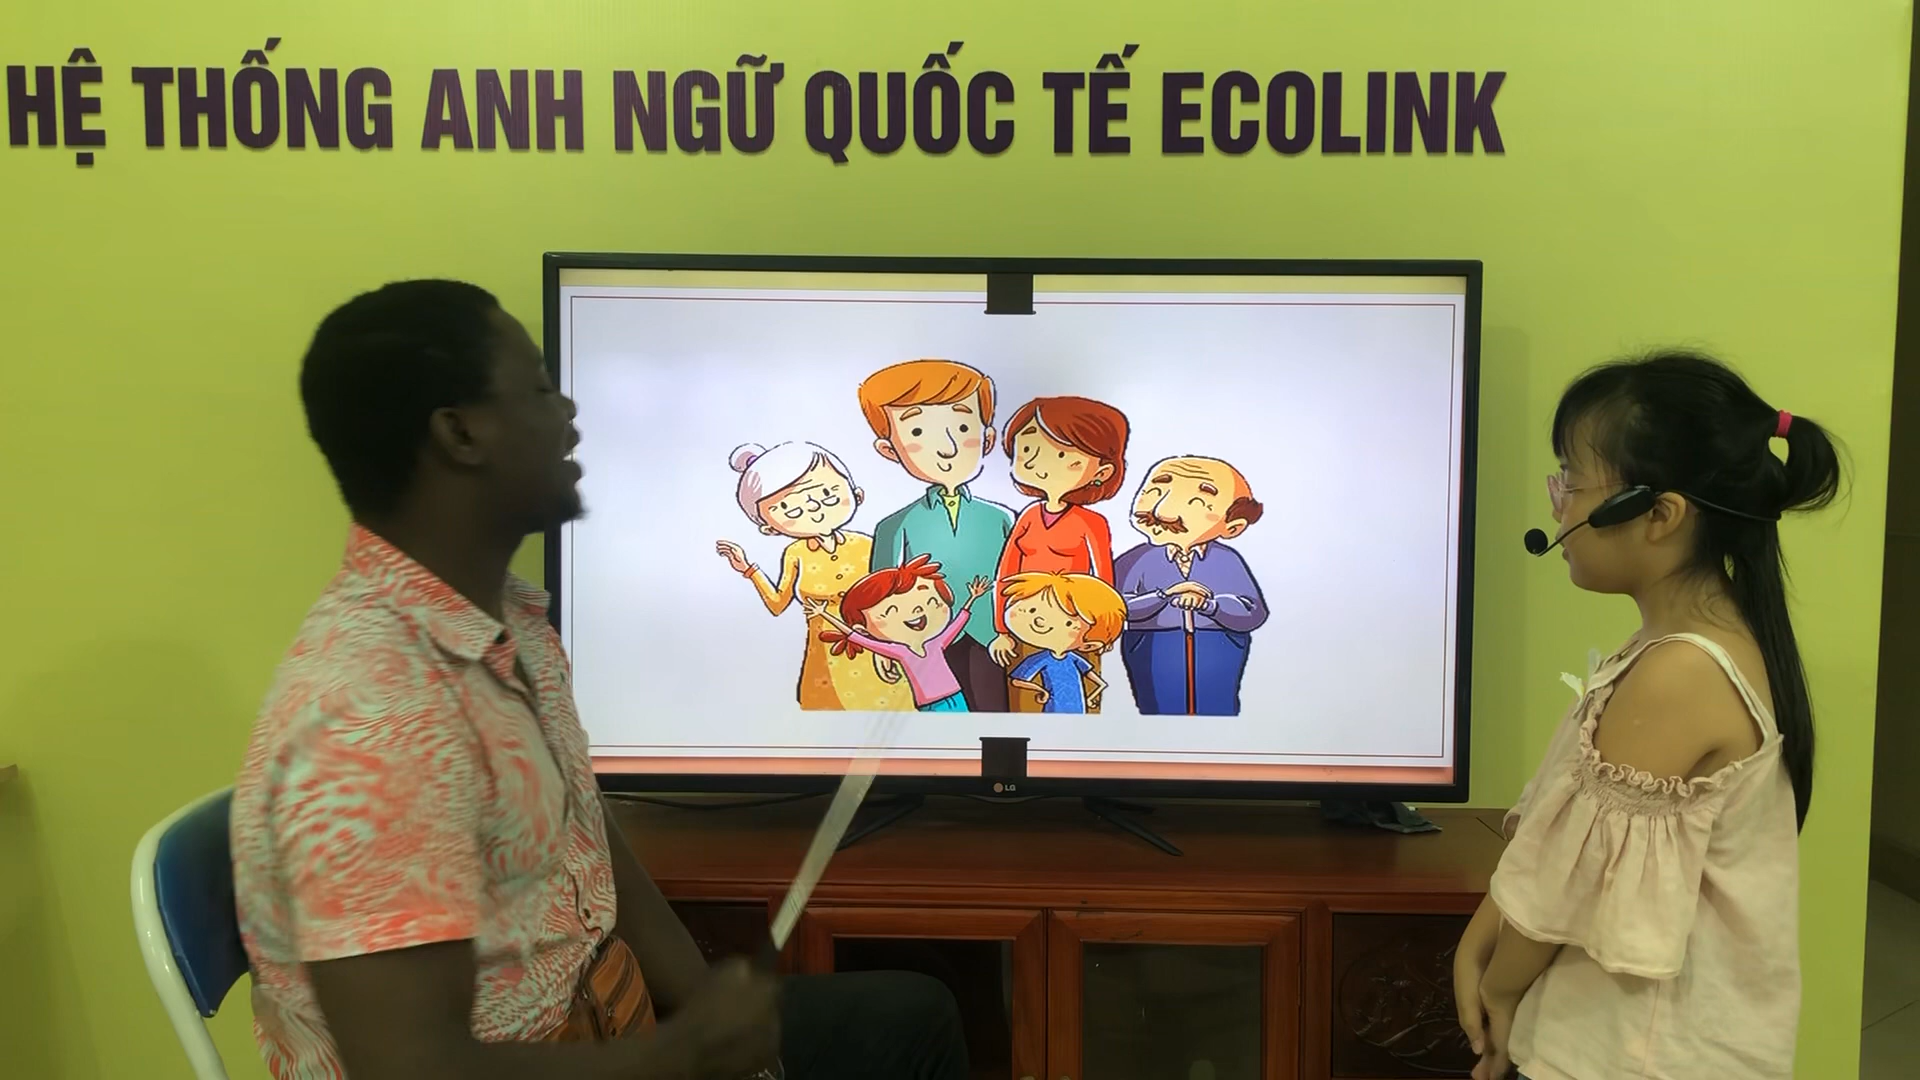 HỆ THỐNG ANH NGỮ QUỐC TẾ ECOLINK
LG